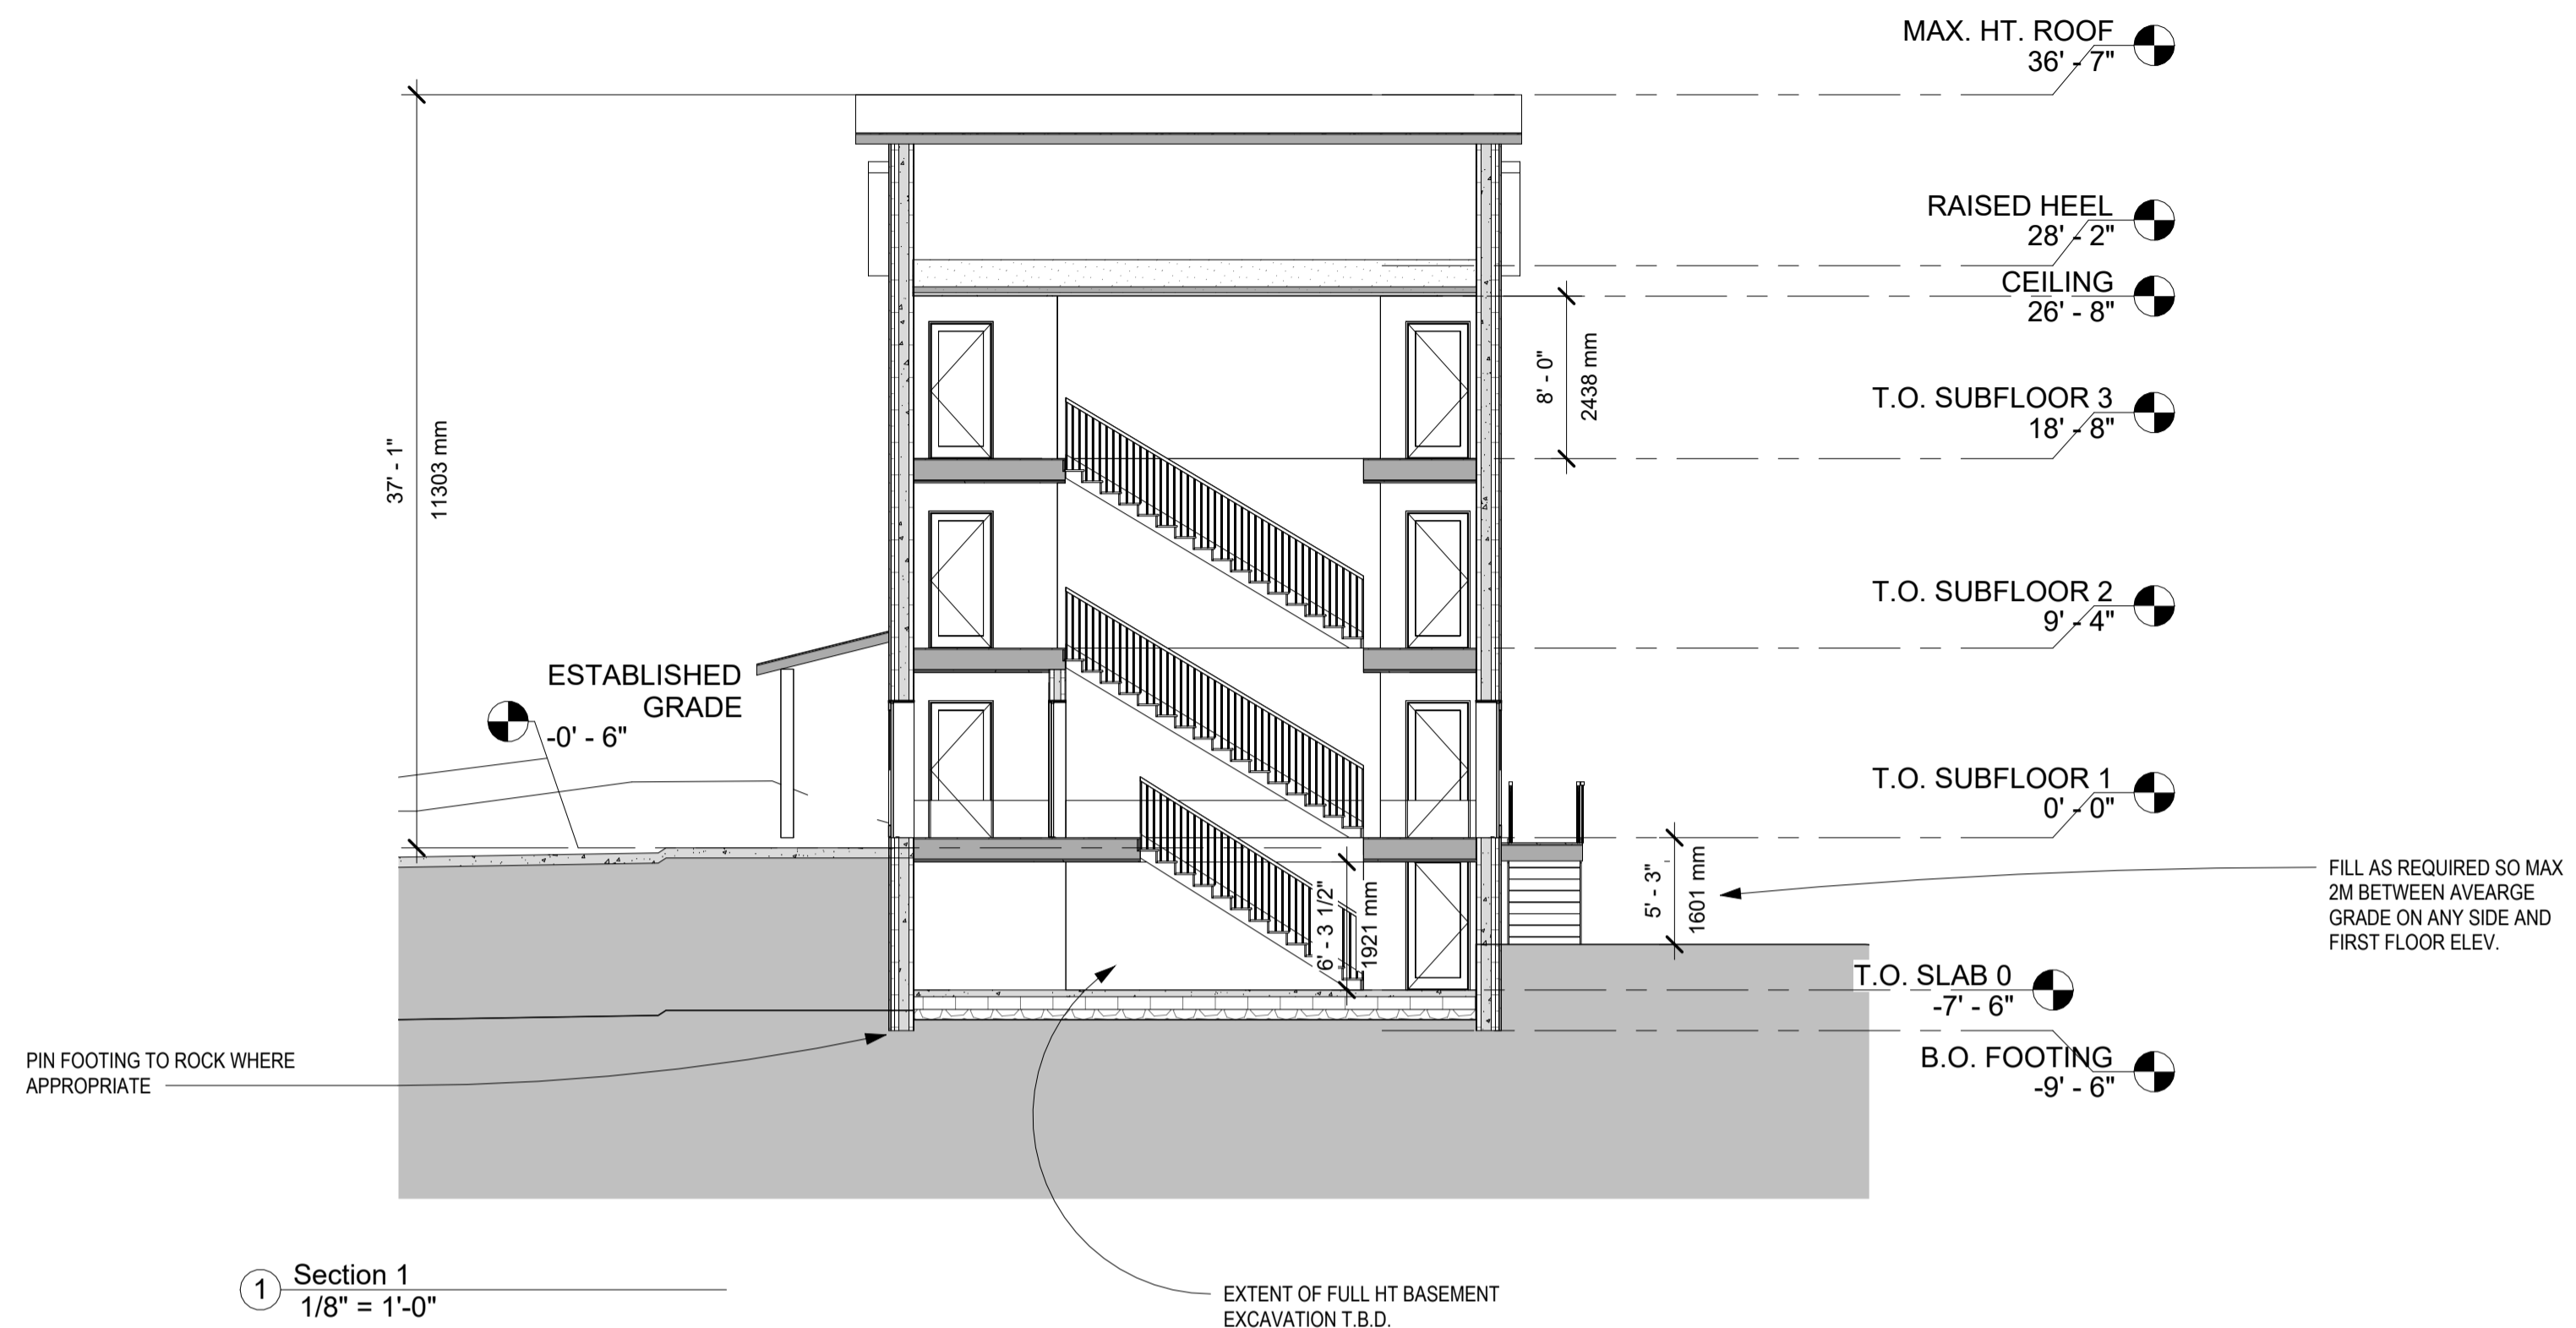 MAX. HT. ROOF
36' - 7"
RAISED HEEL
28' - 2"
CEILING
26' - 8"
8' - 0"
2438 mm
T.O. SUBFLOOR 3
18' - 8"
37' - 1"
11303 mm
T.O. SUBFLOOR 2
9' - 4"
ESTABLISHED
GRADE
-0' - 6"
T.O. SUBFLOOR 1
0' - 0"
6' - 3 1/2"
1921 mm
5' - 3"
1601 mm
FILL AS REQUIRED SO MAX
2M BETWEEN AVEARGE
GRADE ON ANY SIDE AND
FIRST FLOOR ELEV.
T.O. SLAB 0
-7' - 6"
B.O. FOOTING
-9' - 6"
PIN FOOTING TO ROCK WHERE
APPROPRIATE
1
Section 1
1/8" = 1'-0"
EXTENT OF FULL HT BASEMENT
EXCAVATION T.B.D.